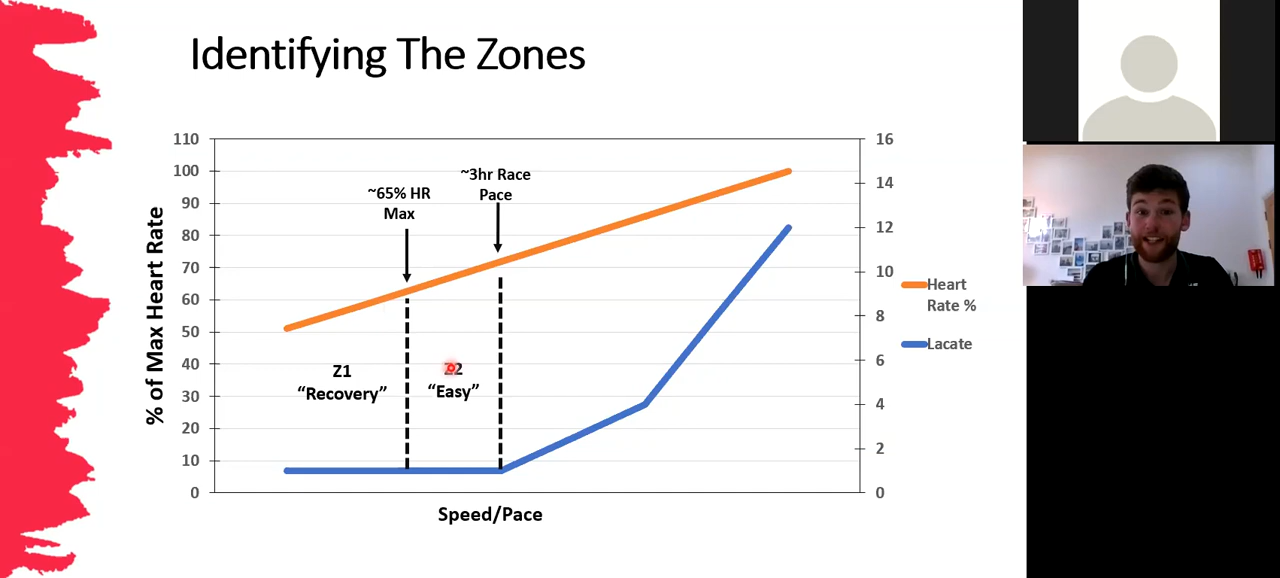 Identifying The Zones
110
100
90
80
70
60
50
40
30
20
10
0
% of Max Heart Rate
~65% HR
Max
~3hr Race
Pace
Z1
“Recovery”
Z2
“Easy”
16
14
12
10
8
6
4
2
0
Speed/Pace
Heart
Rate %
Lacate